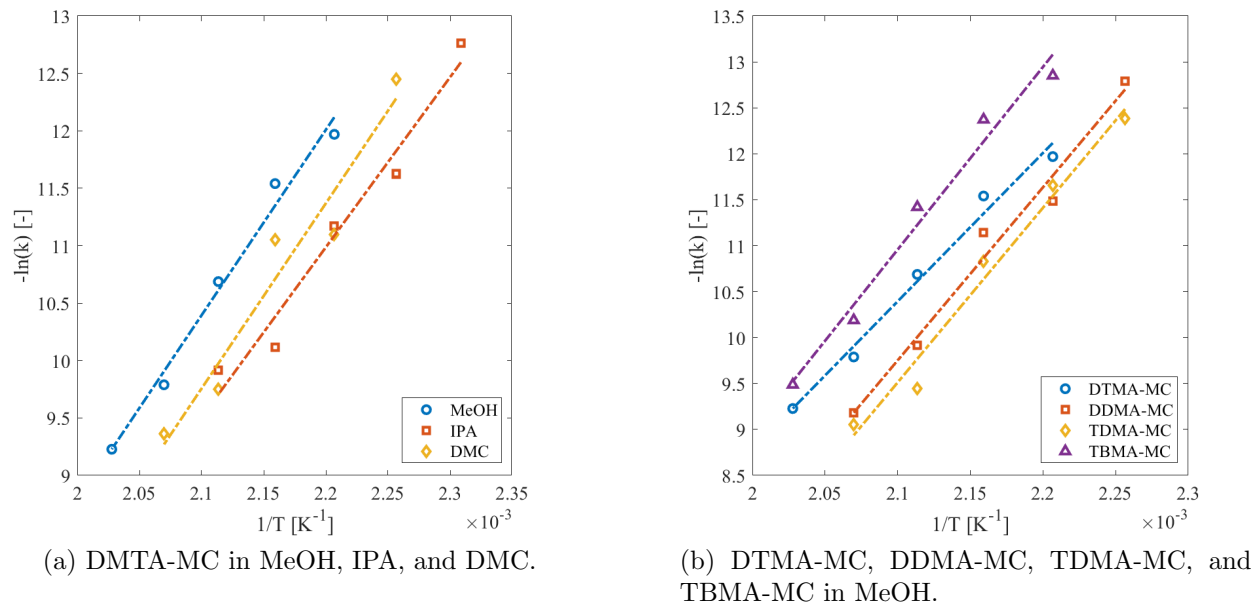 13
12.5
12
11.5
11
10.5
10
9.5
9
-ln(k) [-]
2
2.05
2.1
2.15
2.2
2.25
2.3
2.35
1/T [K⁻¹]
×10⁻³
MeOH
IPA
DMC
(a) DMTA-MC in MeOH, IPA, and DMC.
13.5
13
12.5
12
11.5
11
10.5
10
9.5
9
8.5
-ln(k) [-]
2
2.05
2.1
2.15
2.2
2.25
2.3
1/T [K⁻¹]
×10⁻³
DTMA-MC
DDMA-MC
TDMA-MC
TBMA-MC
(b) DTMA-MC, DDMA-MC, TDMA-MC, and
TBMA-MC in MeOH.